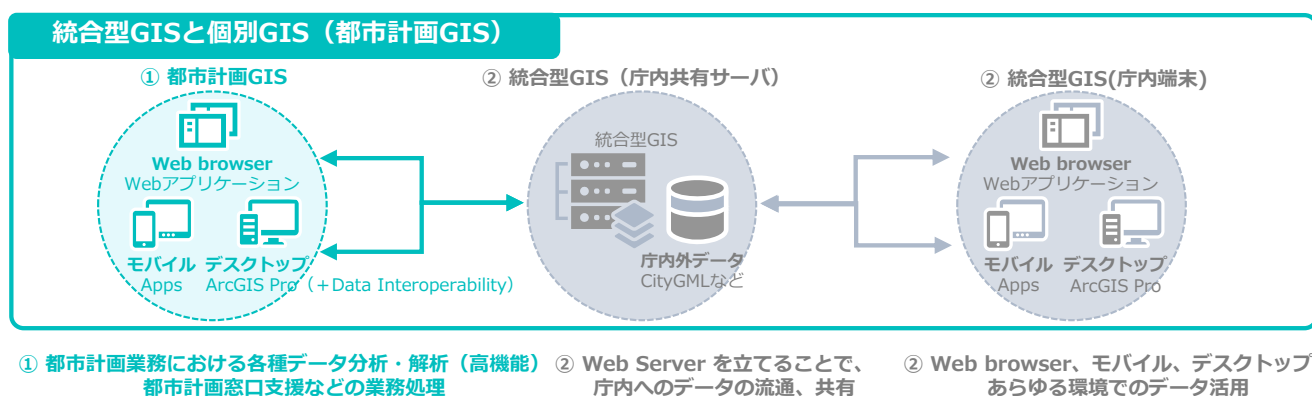 統合型GISと個別GIS（都市計画GIS）
① 都市計画GIS
Web browser
Webアプリケーション
モバイル
Apps
デスクトップ
ArcGIS Pro（＋Data Interoperability）
② 統合型GIS（庁内共有サーバ）
統合型GIS
庁内外データ
CityGMLなど
② 統合型GIS(庁内端末)
Web browser
Webアプリケーション
モバイル
Apps
デスクトップ
ArcGIS Pro
① 都市計画業務における各種データ分析・解析（高機能）
都市計画窓口支援などの業務処理
② Web Server を立てることで、
庁内へのデータの流通、共有
② Web browser、モバイル、デスクトップ
あらゆる環境でのデータ活用